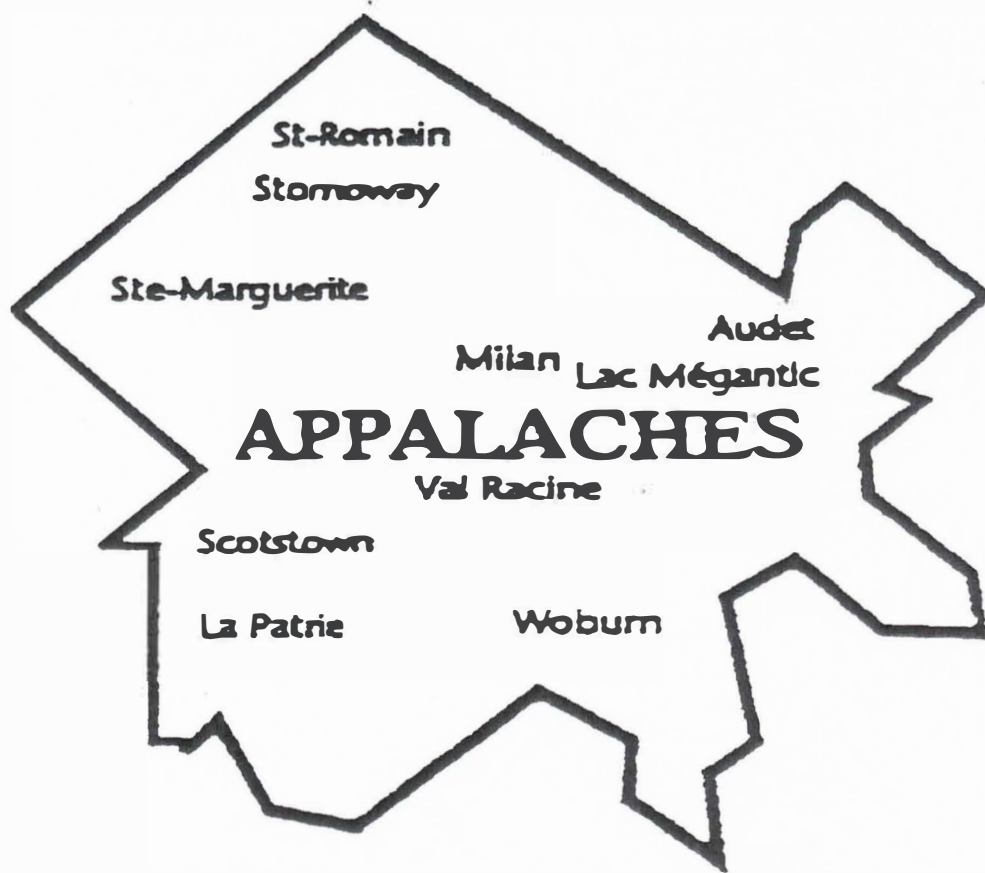 St-Romain
Stornoway
Ste-Marguerite
Audet
Milan
Lac Mégantic
APPALACHES
Val Racine
Scotstown
La Patrie
Woburn